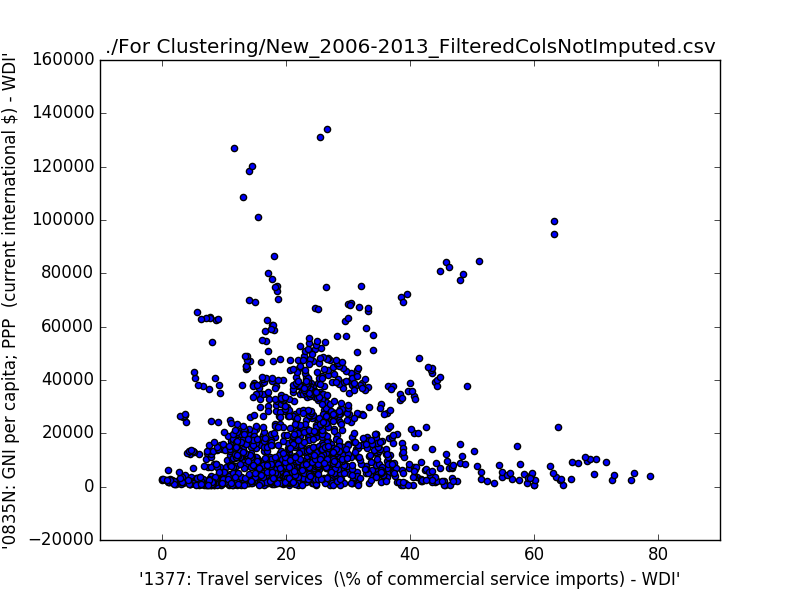 ./For Clustering/New_2006-2013_FilteredColsNotImputed.csv
'0835N: GNI per capita; PPP  (current international $) - WDI'
160000
140000
120000
100000
80000
60000
40000
20000
0
−20000
0 20 40 60 80
'1377: Travel services  (\% of commercial service imports) - WDI'